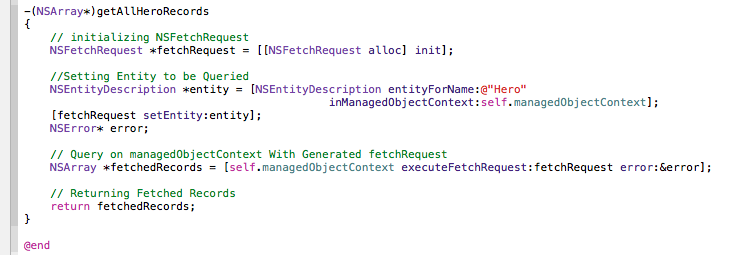 -(NSArray*)getAllHeroRecords
{
    // initializing NSFetchRequest
    NSFetchRequest *fetchRequest = [[NSFetchRequest alloc] init];

    //Setting Entity to be Queried
    NSEntityDescription *entity = [NSEntityDescription entityForName:@"Hero"
                                              inManagedObjectContext:self.managedObjectContext];
    [fetchRequest setEntity:entity];
    NSError* error;

    // Query on managedObjectContext With Generated fetchRequest
    NSArray *fetchedRecords = [self.managedObjectContext executeFetchRequest:fetchRequest error:&error];

    // Returning Fetched Records
    return fetchedRecords;
}

@end